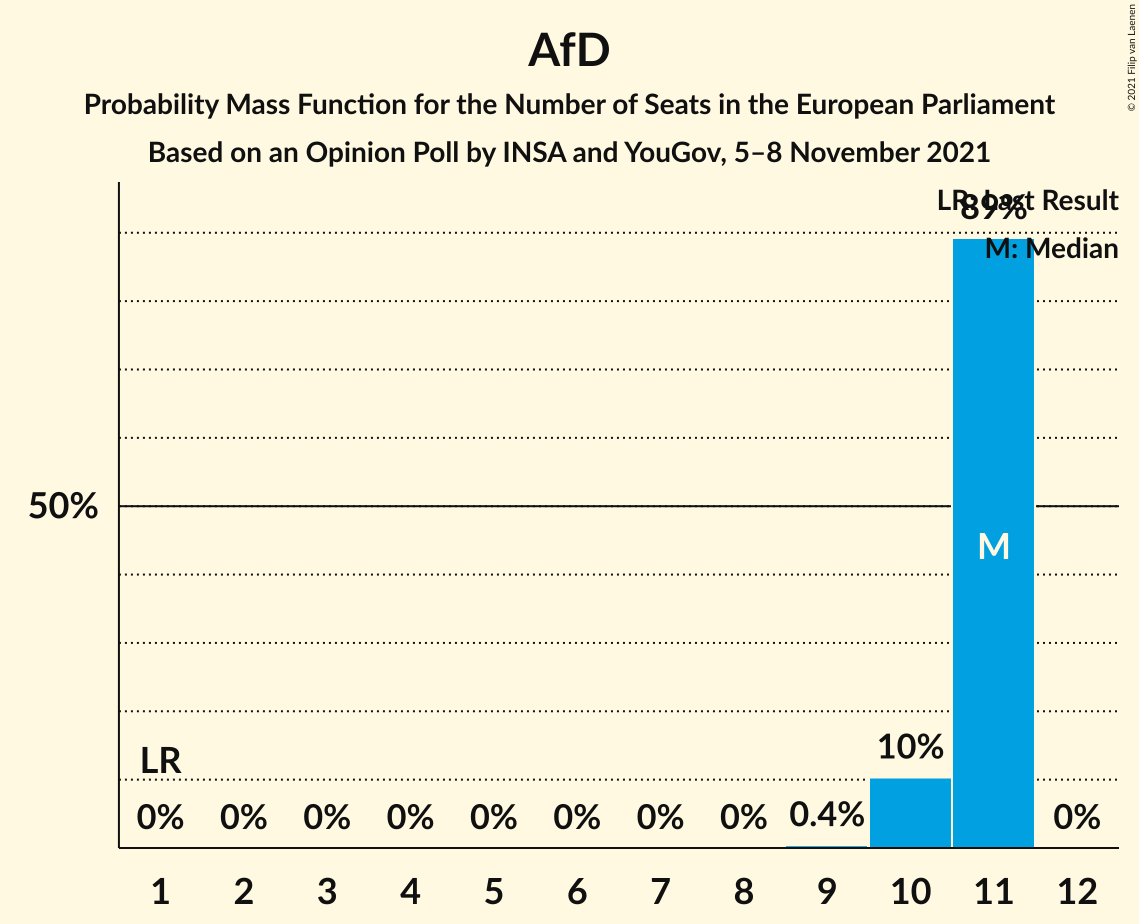 AfD
Probability Mass Function for the Number of Seats in the European Parliament
Based on an Opinion Poll by INSA and YouGov, 5–8 November 2021
© 2021 Filip van Laenen
LR: Last Result
89%
M: Median
50%
M
LR
10%
0% 0% 0% 0% 0% 0% 0% 0% 0.4% 0%
1 2 3 4 5 6 7 8 9 10 11 12